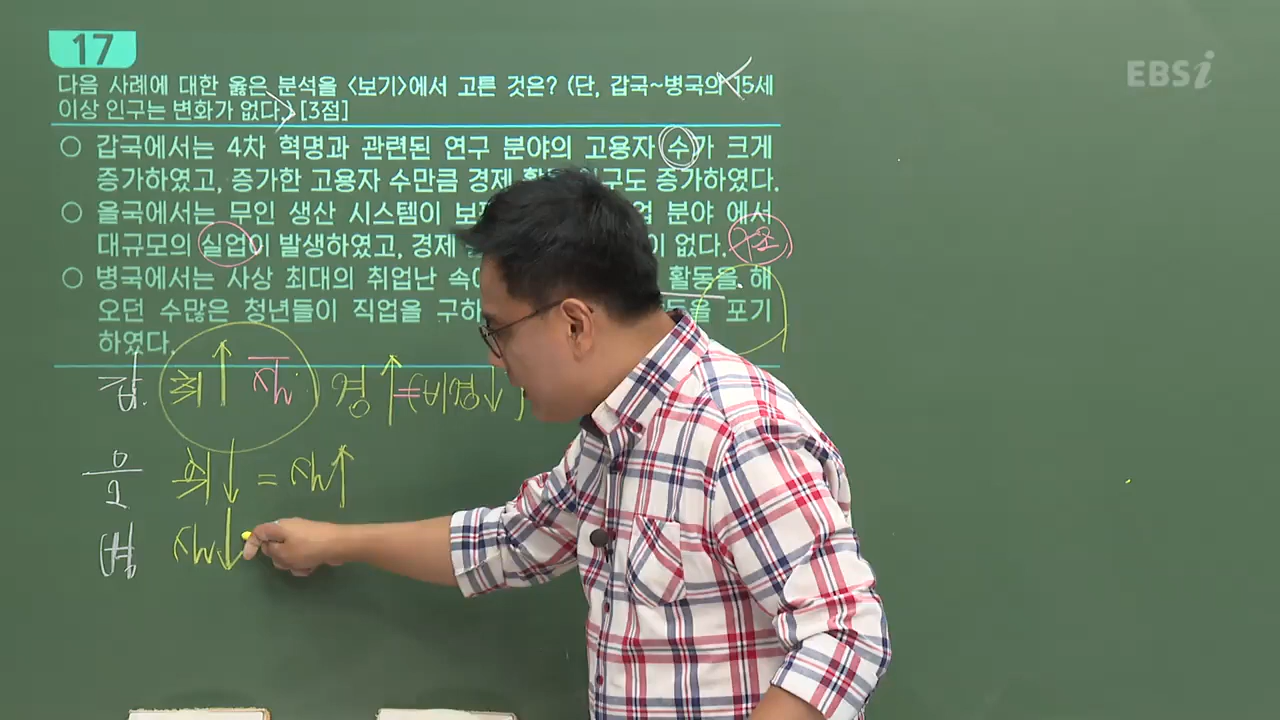 17
EBSi
다음 사례에 대한 옳은 분석을 <보기>에서 고른 것은? (단, 갑국~병국의 15세
이상 인구는 변화가 없다.) [3점]
○ 갑국에서는 4차 혁명과 관련된 연구 분야의 고용자 수가 크게
증가하였고, 증가한 고용자 수만큼 경제 인구도 증가하였다.
○ 을국에서는 무인 생산 시스템이 분야 에서
대규모의 실업이 발생하였고, 경제 없다.
○ 병국에서는 사상 최대의 취업난 속에 활동을 해
오던 수많은 청년들이 직업을 구하 포기
하였다.
갑. 취↑ 경↑=(비경↓)
을 취↓ = 실↑
병 실↓